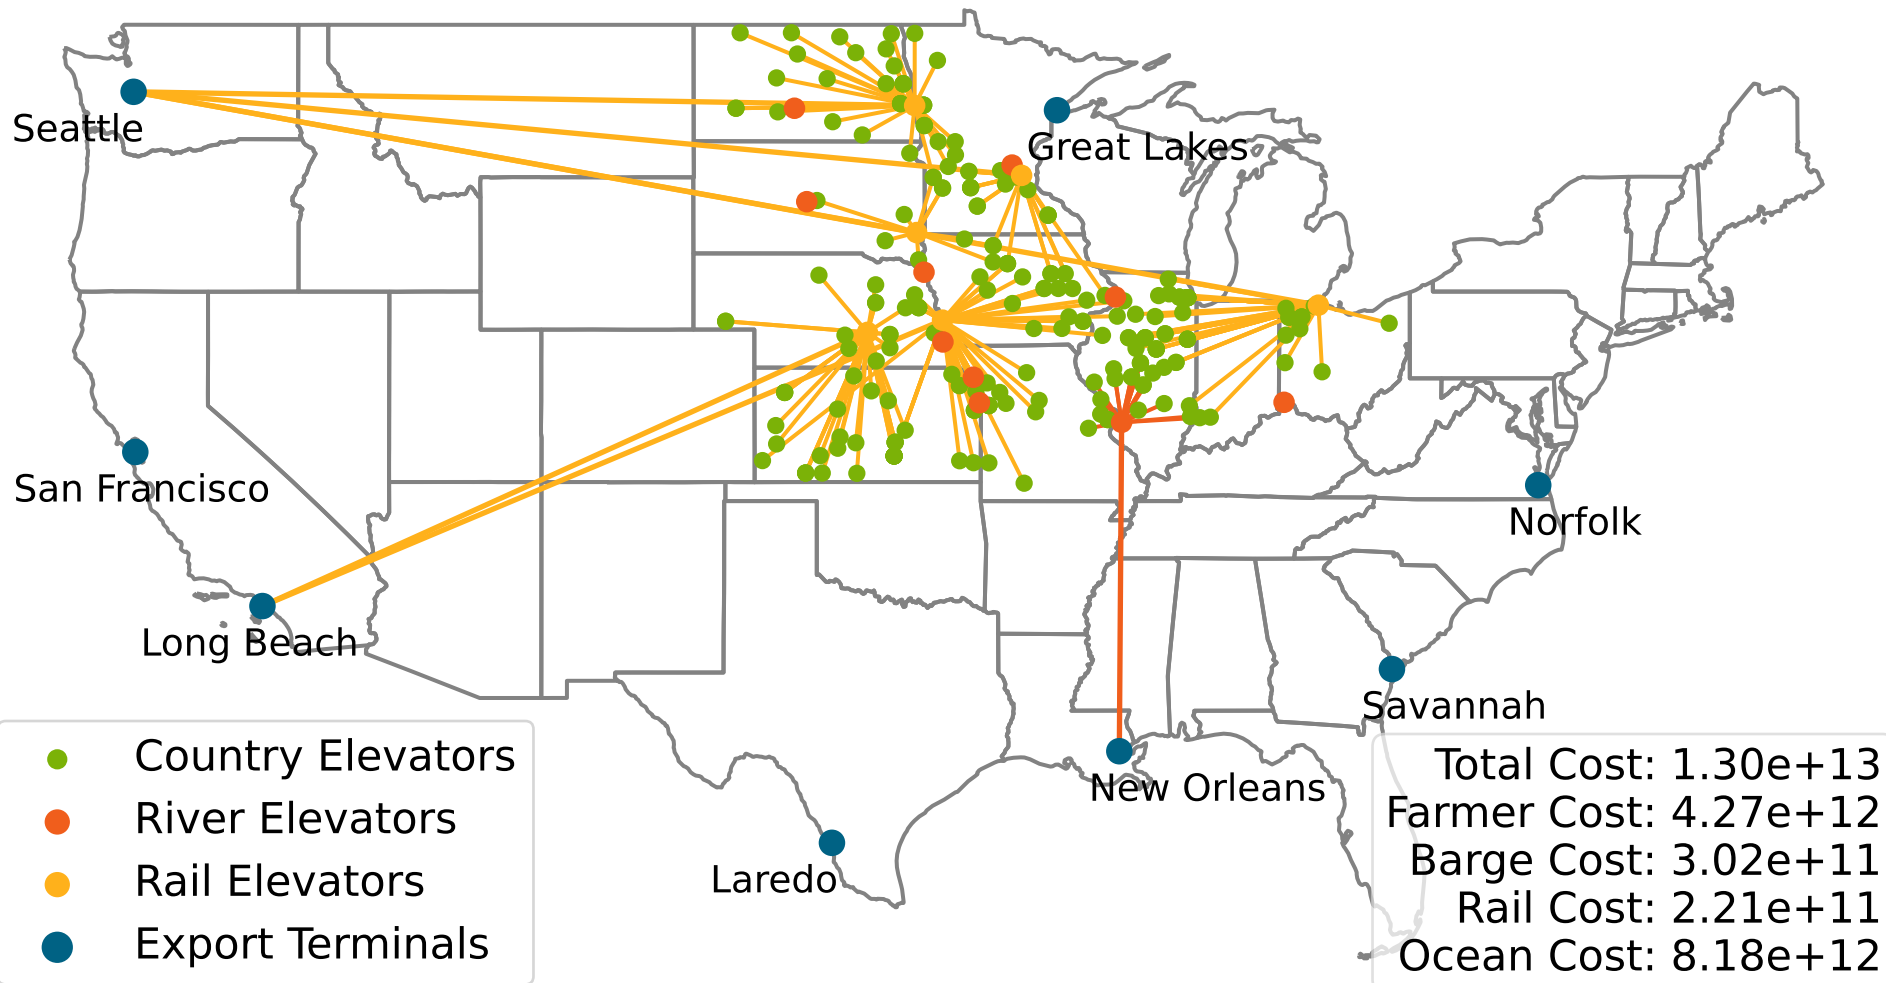 Seattle
Great Lakes
San Francisco
Norfolk
Long Beach
Savannah
New Orleans
Laredo
Country Elevators
River Elevators
Rail Elevators
Export Terminals
Total Cost: 1.30e+13
Farmer Cost: 4.27e+12
Barge Cost: 3.02e+11
Rail Cost: 2.21e+11
Ocean Cost: 8.18e+12